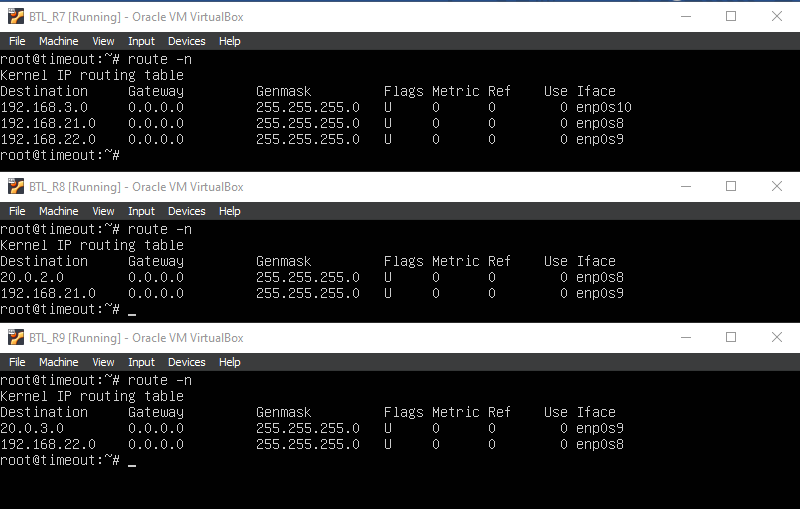 BTL_R7 [Running] - Oracle VM VirtualBox
File Machine View Input Devices Help
root@timeout:~# route -n
Kernel IP routing table
Destination Gateway Genmask Flags Metric Ref Use Iface
192.168.3.0 0.0.0.0 255.255.255.0 U 0 0 0 enp0s10
192.168.21.0 0.0.0.0 255.255.255.0 U 0 0 0 enp0s8
192.168.22.0 0.0.0.0 255.255.255.0 U 0 0 0 enp0s9
root@timeout:~#
BTL_R8 [Running] - Oracle VM VirtualBox
File Machine View Input Devices Help
root@timeout:~# route -n
Kernel IP routing table
Destination Gateway Genmask Flags Metric Ref Use Iface
20.0.2.0 0.0.0.0 255.255.255.0 U 0 0 0 enp0s8
192.168.21.0 0.0.0.0 255.255.255.0 U 0 0 0 enp0s9
root@timeout:~# _
BTL_R9 [Running] - Oracle VM VirtualBox
File Machine View Input Devices Help
root@timeout:~# route -n
Kernel IP routing table
Destination Gateway Genmask Flags Metric Ref Use Iface
20.0.3.0 0.0.0.0 255.255.255.0 U 0 0 0 enp0s9
192.168.22.0 0.0.0.0 255.255.255.0 U 0 0 0 enp0s8
root@timeout:~# _